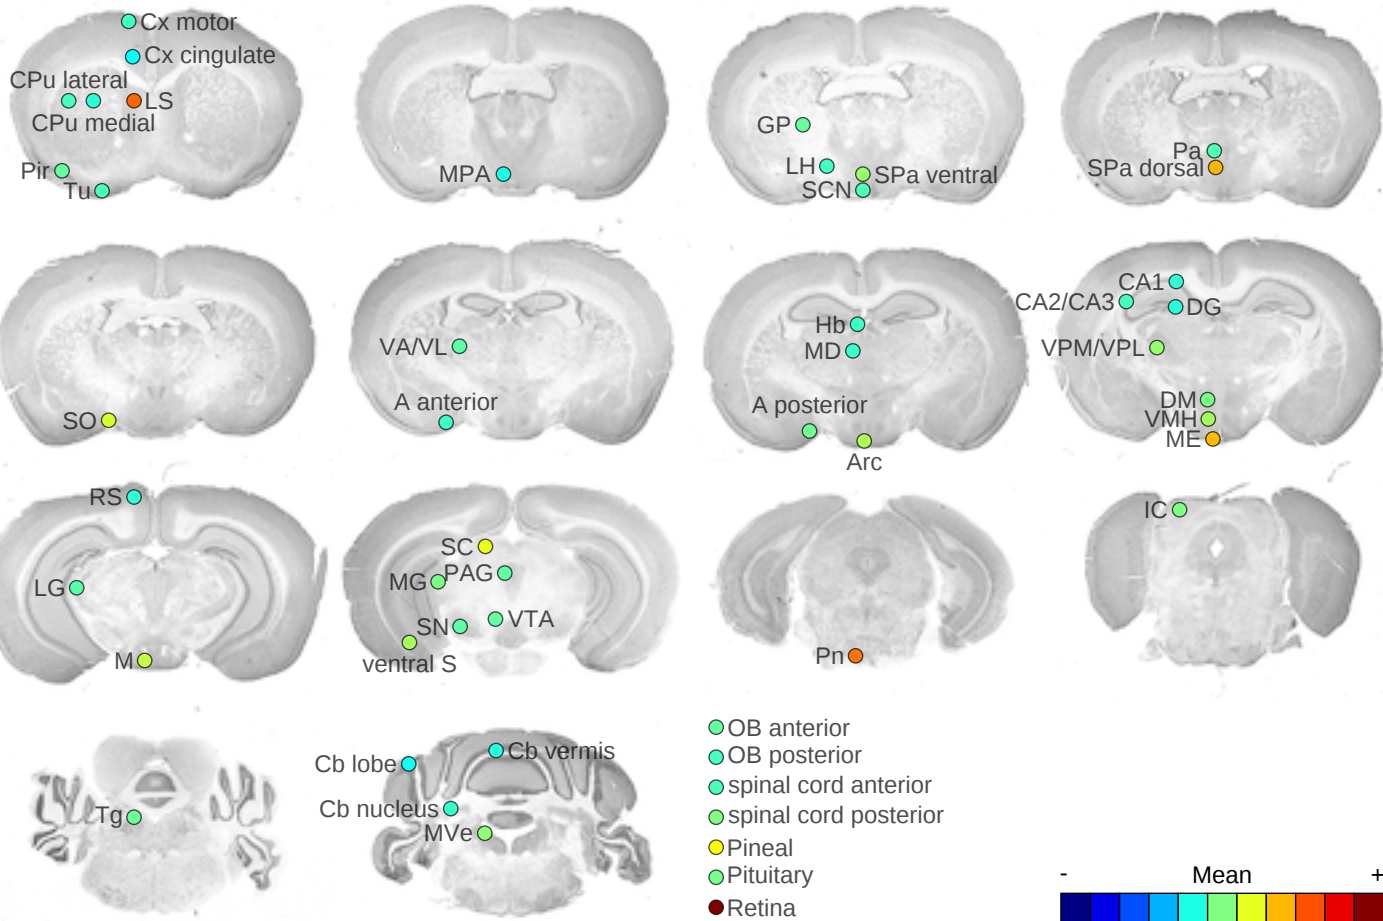 Cx motor
Cx cingulate
CPu lateral
LS
CPu medial
Pir
Tu
MPA
GP
LH
SPa ventral
SCN
Pa
SPa dorsal
SO
VA/VL
A anterior
Hb
MD
A posterior
Arc
CA1
CA2/CA3
DG
VPM/VPL
DM
VMH
ME
RS
LG
M
SC
MG
PAG
SN
VTA
ventral S
Pn
IC
Tg
Cb lobe
Cb vermis
Cb nucleus
MVe
OB anterior
OB posterior
spinal cord anterior
spinal cord posterior
Pineal
Pituitary
Retina
- Mean +